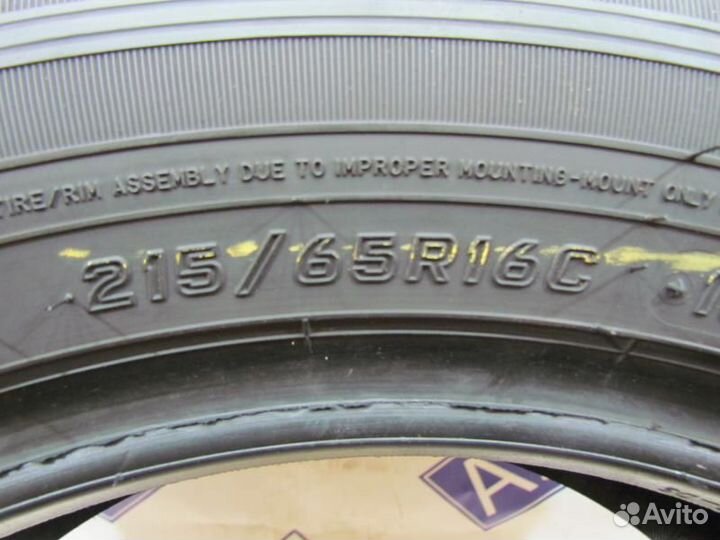 TIRE/RIM ASSEMBLY DUE TO IMPROPER MOUNTING-MOUNT ONLY
215/65R16C
Avito